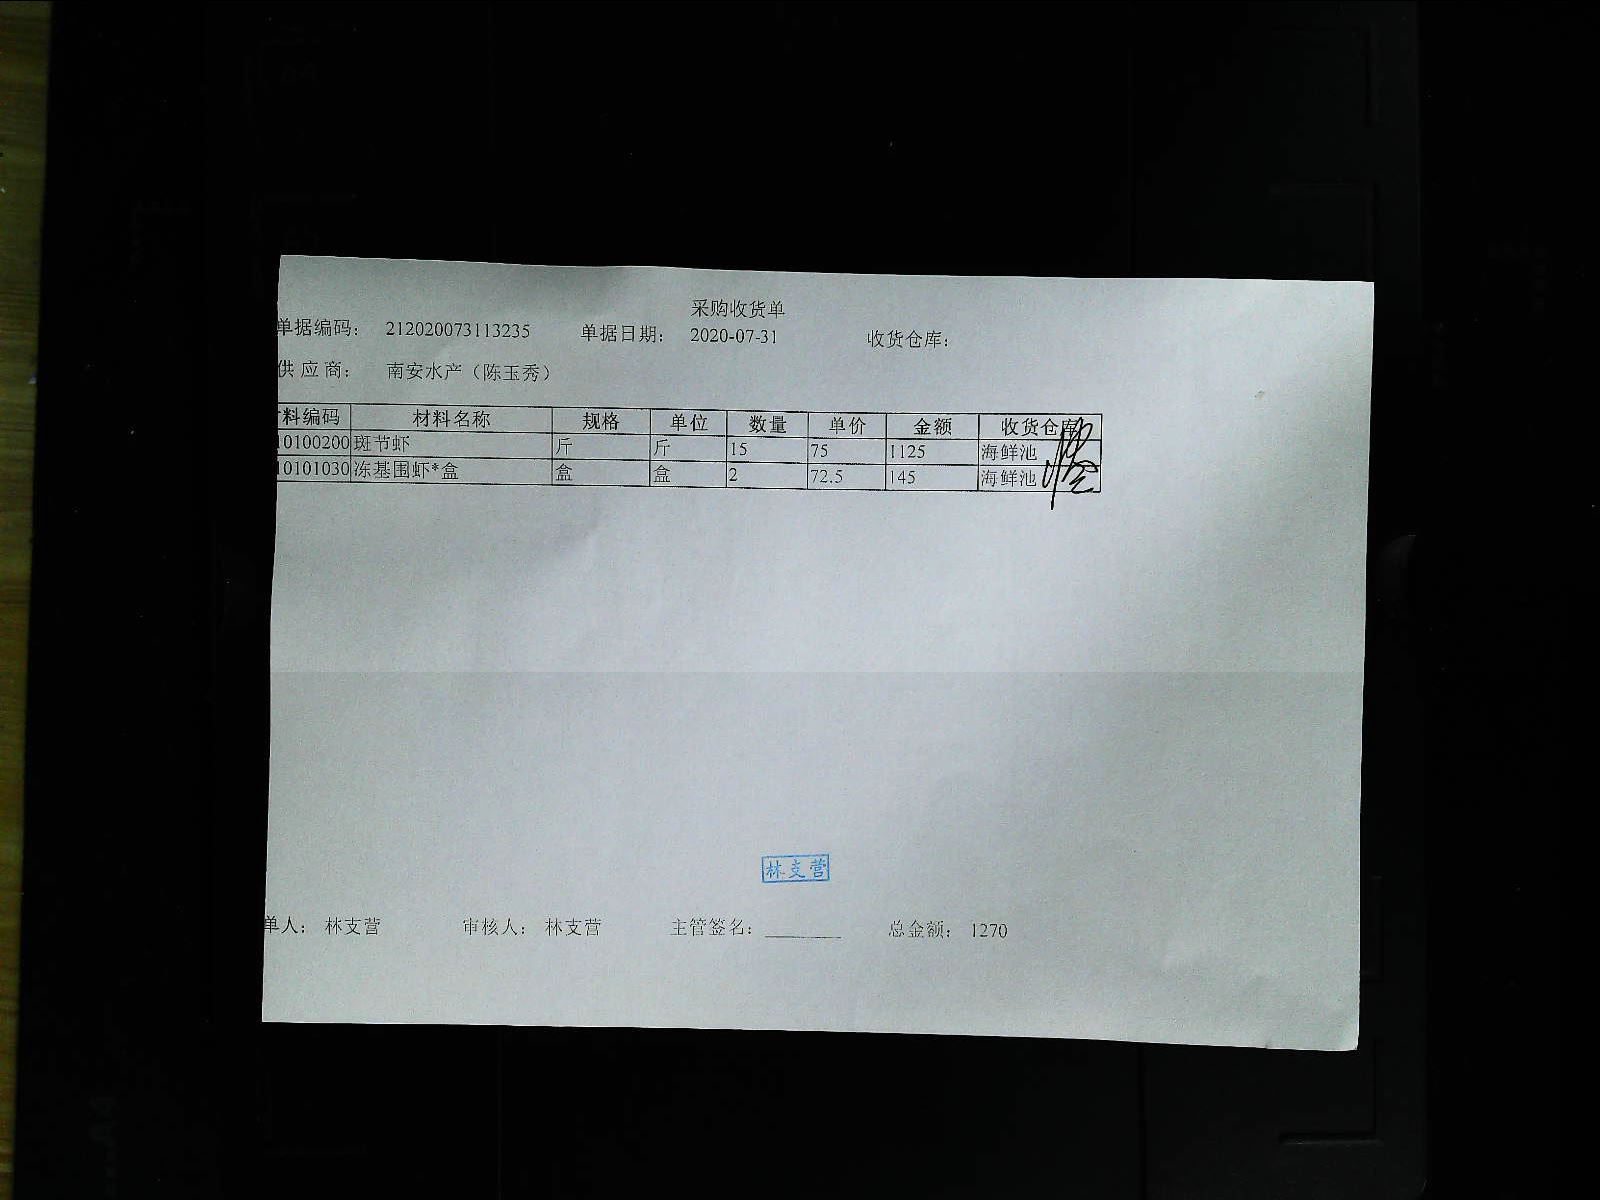 采购收货单
单据编码： 212020073113235 单据日期： 2020-07-31 收货仓库：
供应商： 南安水产（陈玉秀）
料编码 材料名称 规格 单位 数量 单价 金额 收货仓库
10100200 斑节虾 斤 斤 15 75 1125 海鲜池
10101030 冻基围虾*盒 盒 盒 2 72.5 145 海鲜池
林支营
单人： 林支营 审核人： 林支营 主管签名： 总金额： 1270